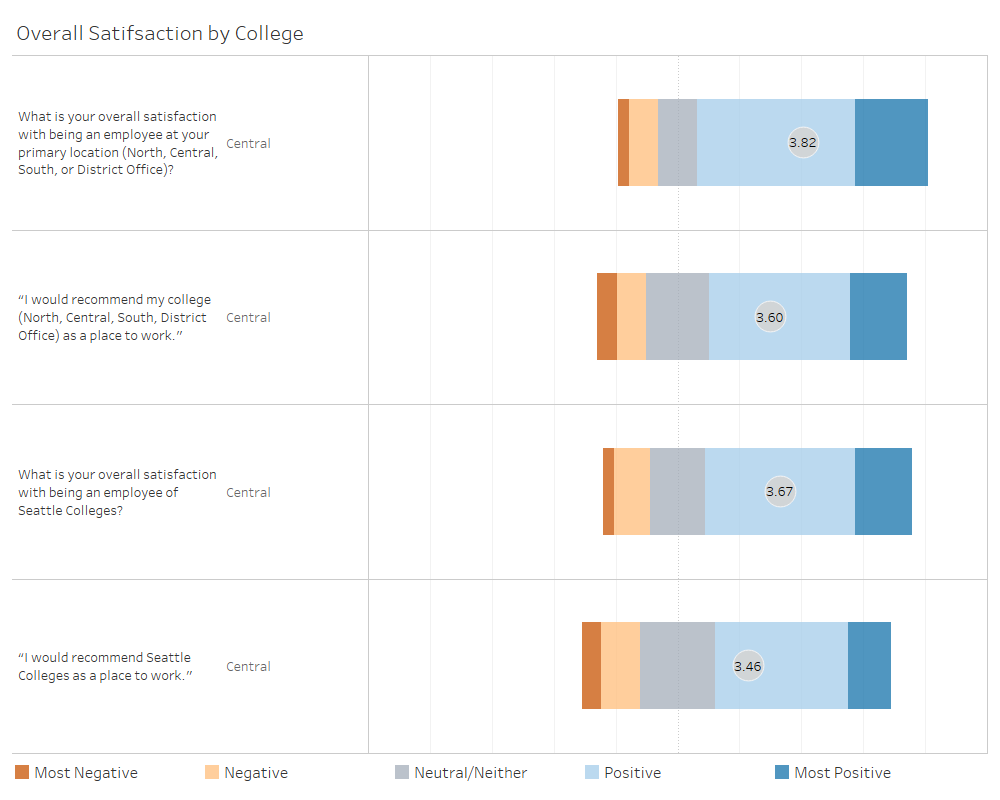 Overall Satifsaction by College
What is your overall satisfaction
with being an employee at your
primary location (North, Central,
South, or District Office)?
Central
3.82
“I would recommend my college
(North, Central, South, District
Office) as a place to work.”
Central
3.60
What is your overall satisfaction
with being an employee of
Seattle Colleges?
Central
3.67
“I would recommend Seattle
Colleges as a place to work.”
Central
3.46
Most Negative
Negative
Neutral/Neither
Positive
Most Positive